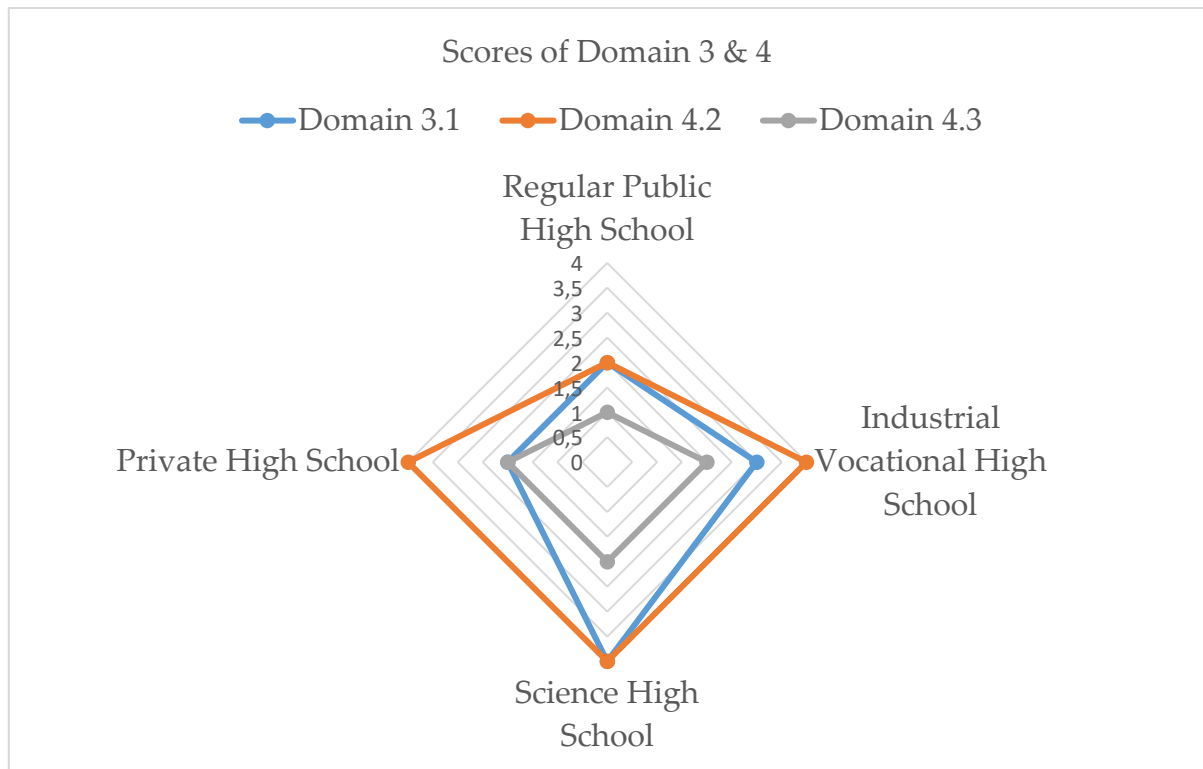 Scores of Domain 3 & 4
Domain 3.1 Domain 4.2 Domain 4.3
Regular Public
High School
4
3,5
3
2,5
2
1,5
1
0,5
0
Industrial
Vocational High
School
Private High School
Science High
School